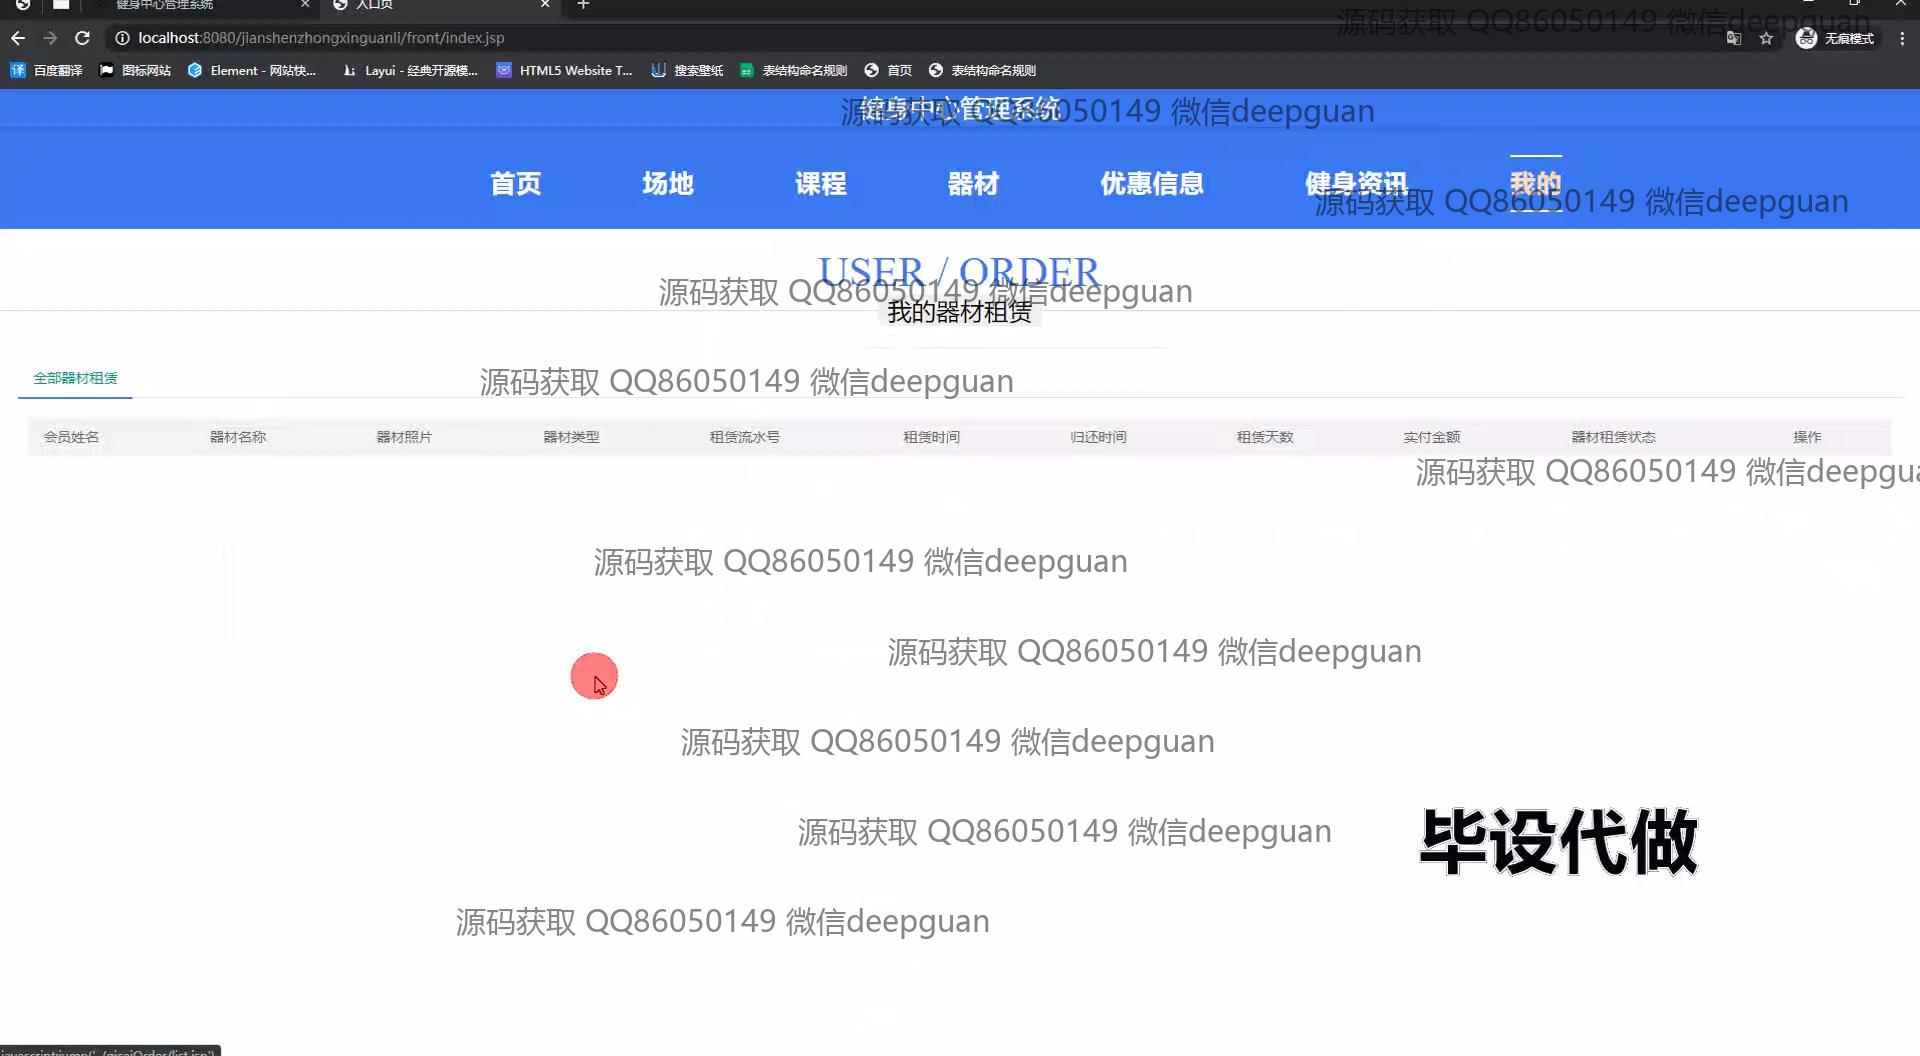 健身中心管理系统
入口页
源码获取 QQ86050149 微信deepguan
localhost:8080/jianshenzhongxinguanli/front/index.jsp
无痕模式
百度翻译 图标网站 Element - 网站快... Layui - 经典开源模... HTML5 Website T... 搜索壁纸 表结构命名规则 首页 表结构命名规则
健身中心管理系统
源码获取 QQ86050149 微信deepguan
首页 场地 课程 器材 优惠信息 健身资讯 我的
源码获取 QQ86050149 微信deepguan
USER / ORDER
源码获取 QQ86050149 微信deepguan
我的器材租赁
全部器材租赁
源码获取 QQ86050149 微信deepguan
会员姓名 器材名称 器材照片 器材类型 租赁流水号 租赁时间 归还时间 租赁天数 实付金额 器材租赁状态 操作
源码获取 QQ86050149 微信deepgua
源码获取 QQ86050149 微信deepguan
源码获取 QQ86050149 微信deepguan
源码获取 QQ86050149 微信deepguan
源码获取 QQ86050149 微信deepguan
毕设代做
源码获取 QQ86050149 微信deepguan